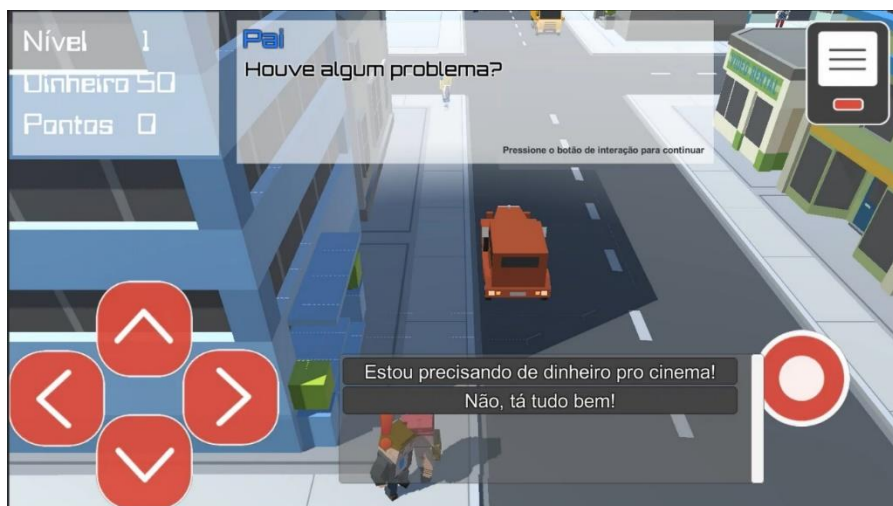 Nível 1
Dinheiro 50
Pontos 0
Pai
Houve algum problema?
Pressione o botão de interação para continuar
Estou precisando de dinheiro pro cinema!
Não, tá tudo bem!